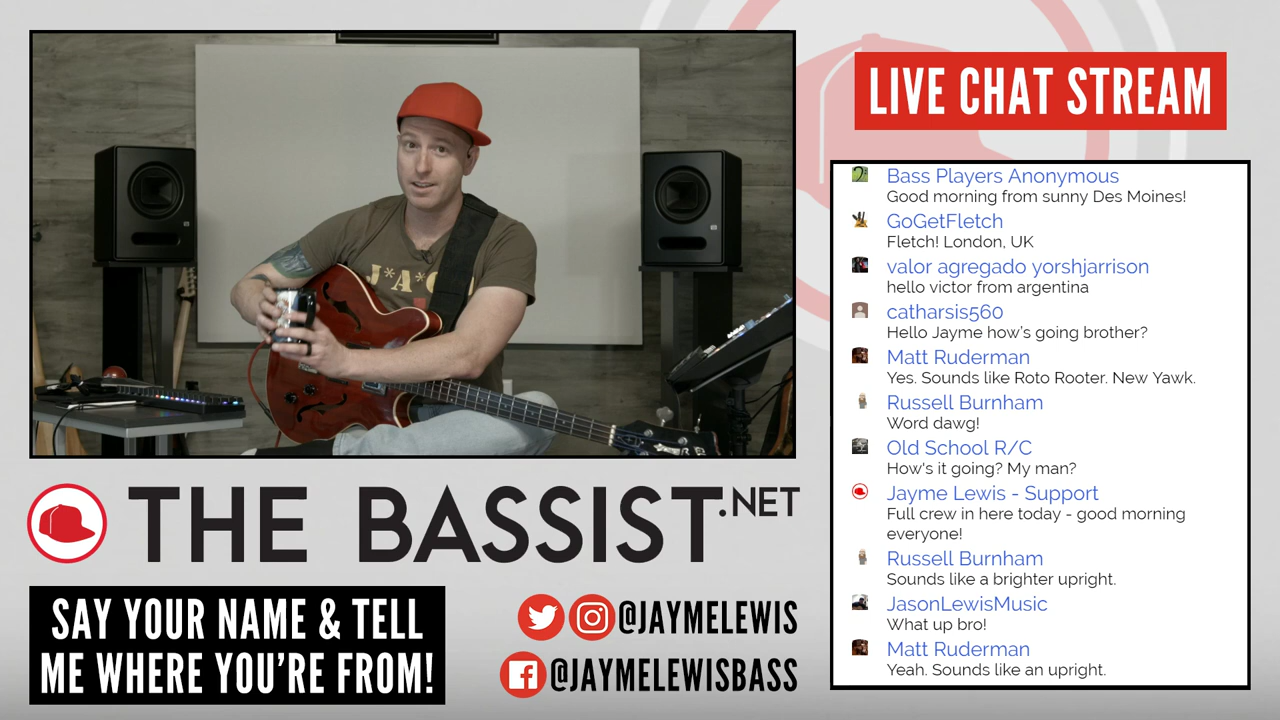 LIVE CHAT STREAM
J*A*C
Bass Players Anonymous
Good morning from sunny Des Moines!
GoGetFletch
Fletch! London, UK
valor agregado yorshjarrison
hello victor from argentina
catharsis560
Hello Jayme how's going brother?
Matt Ruderman
Yes. Sounds like Roto Rooter. New Yawk.
Russell Burnham
Word dawg!
Old School R/C
How's it going? My man?
Jayme Lewis - Support
Full crew in here today - good morning
everyone!
Russell Burnham
Sounds like a brighter upright.
JasonLewisMusic
What up bro!
Matt Ruderman
Yeah. Sounds like an upright.
THE BASSIST.NET
SAY YOUR NAME & TELL
ME WHERE YOU'RE FROM!
@JAYMELEWIS
@JAYMELEWISBASS